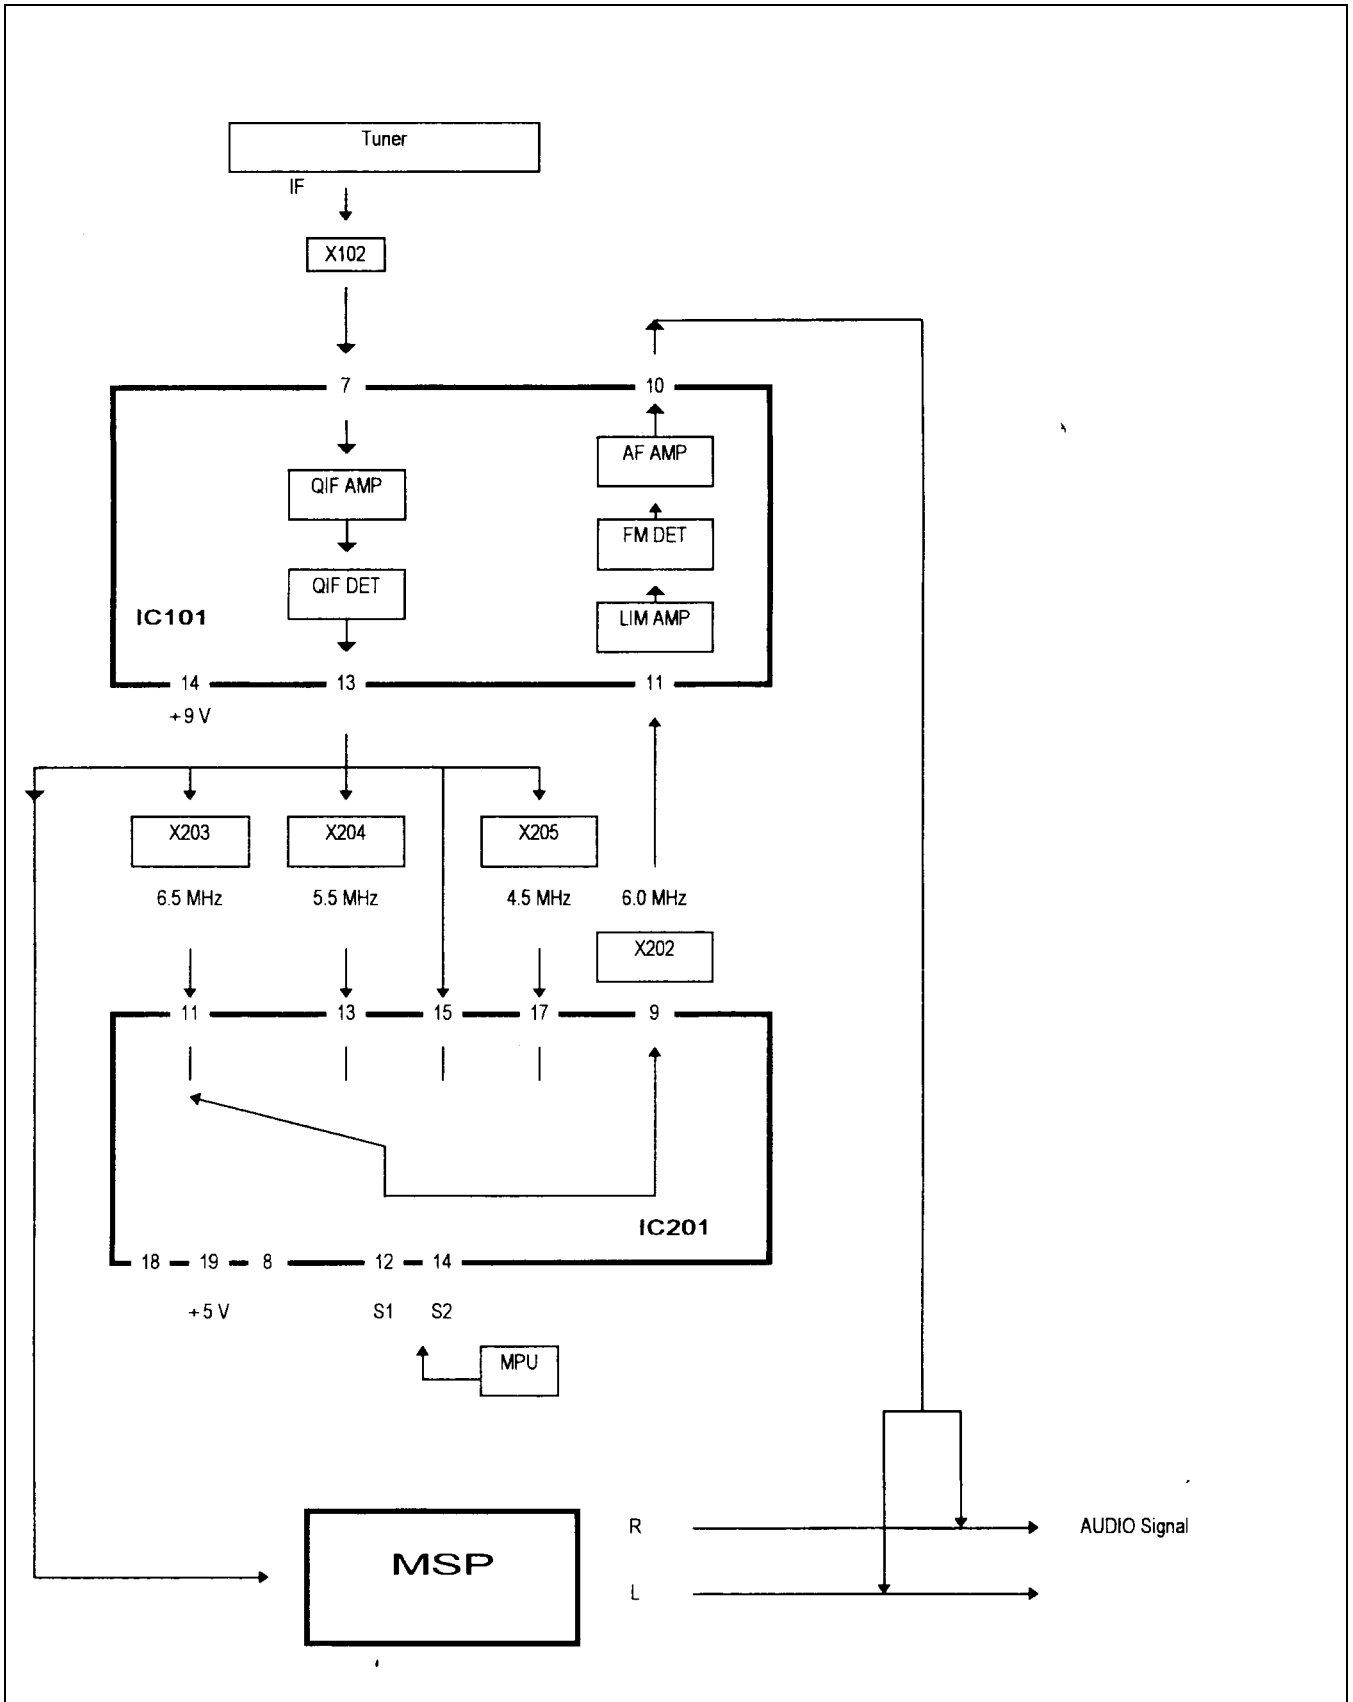 Tuner
IF
X102
7
10
AF AMP
QIF AMP
FM DET
QIF DET
LIM AMP
IC101
14
13
11
+9 V
X203
X204
X205
6.5 MHz
5.5 MHz
4.5 MHz
6.0 MHz
X202
11
13
15
17
9
IC201
18
19
8
12
14
+5 V
S1
S2
MPU
R
AUDIO Signal
MSP
L